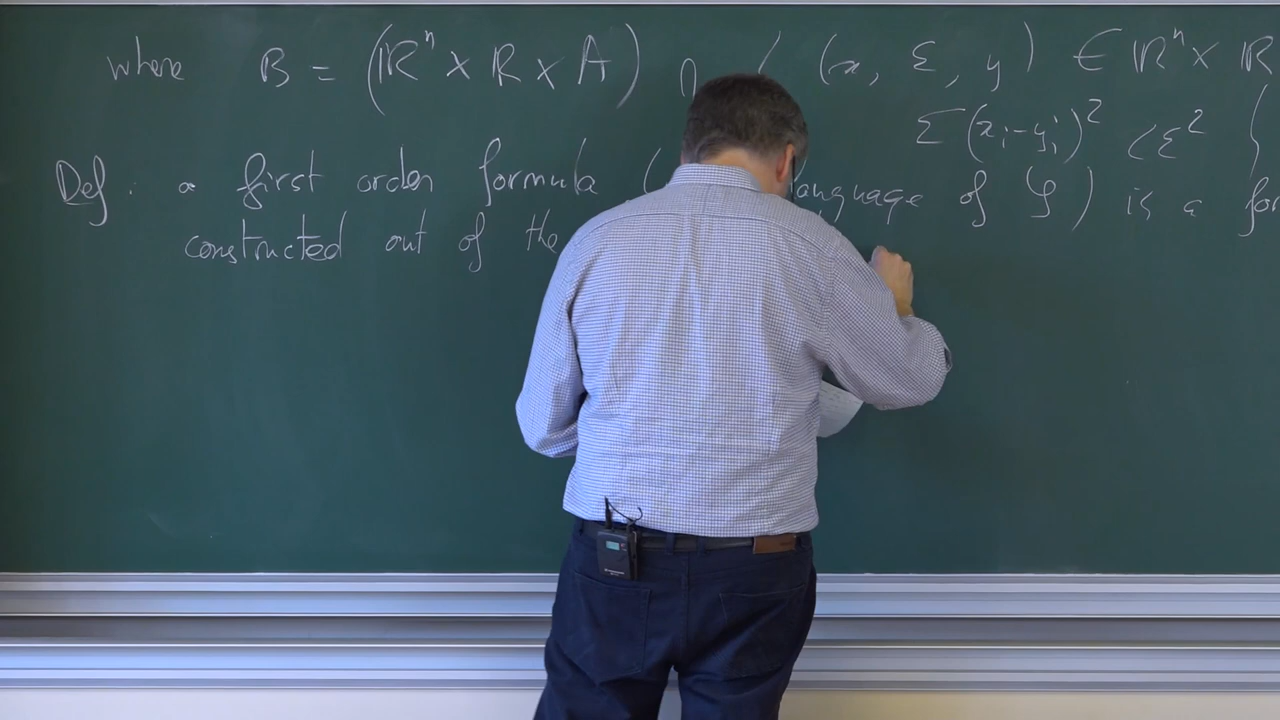 where B = (ℝⁿ × ℝ × A) ∩ { (x, Σ, y) ∈ ℝⁿ × ℝ
Σ(xᵢ-yᵢ)² < ε² }
Def : a first order formula ( language of φ ) is a for
constructed out of the